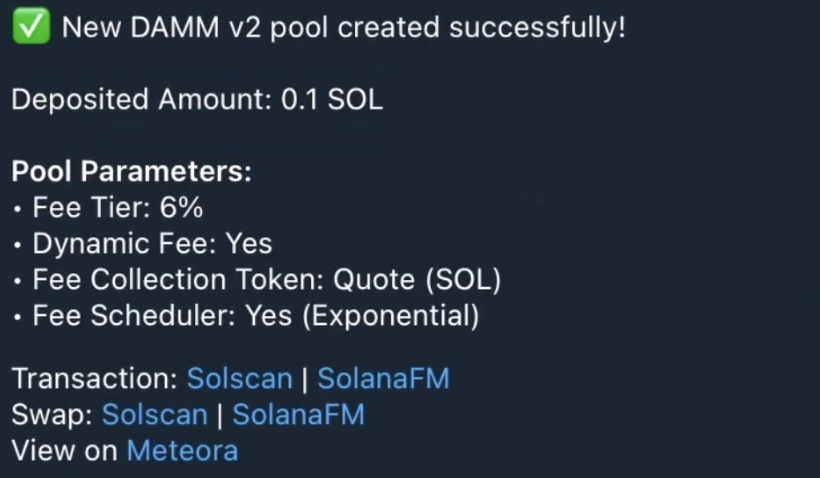 ✅ New DAMM v2 pool created successfully!
Deposited Amount: 0.1 SOL
Pool Parameters:
• Fee Tier: 6%
• Dynamic Fee: Yes
• Fee Collection Token: Quote (SOL)
• Fee Scheduler: Yes (Exponential)
Transaction: Solscan | SolanaFM
Swap: Solscan | SolanaFM
View on Meteora